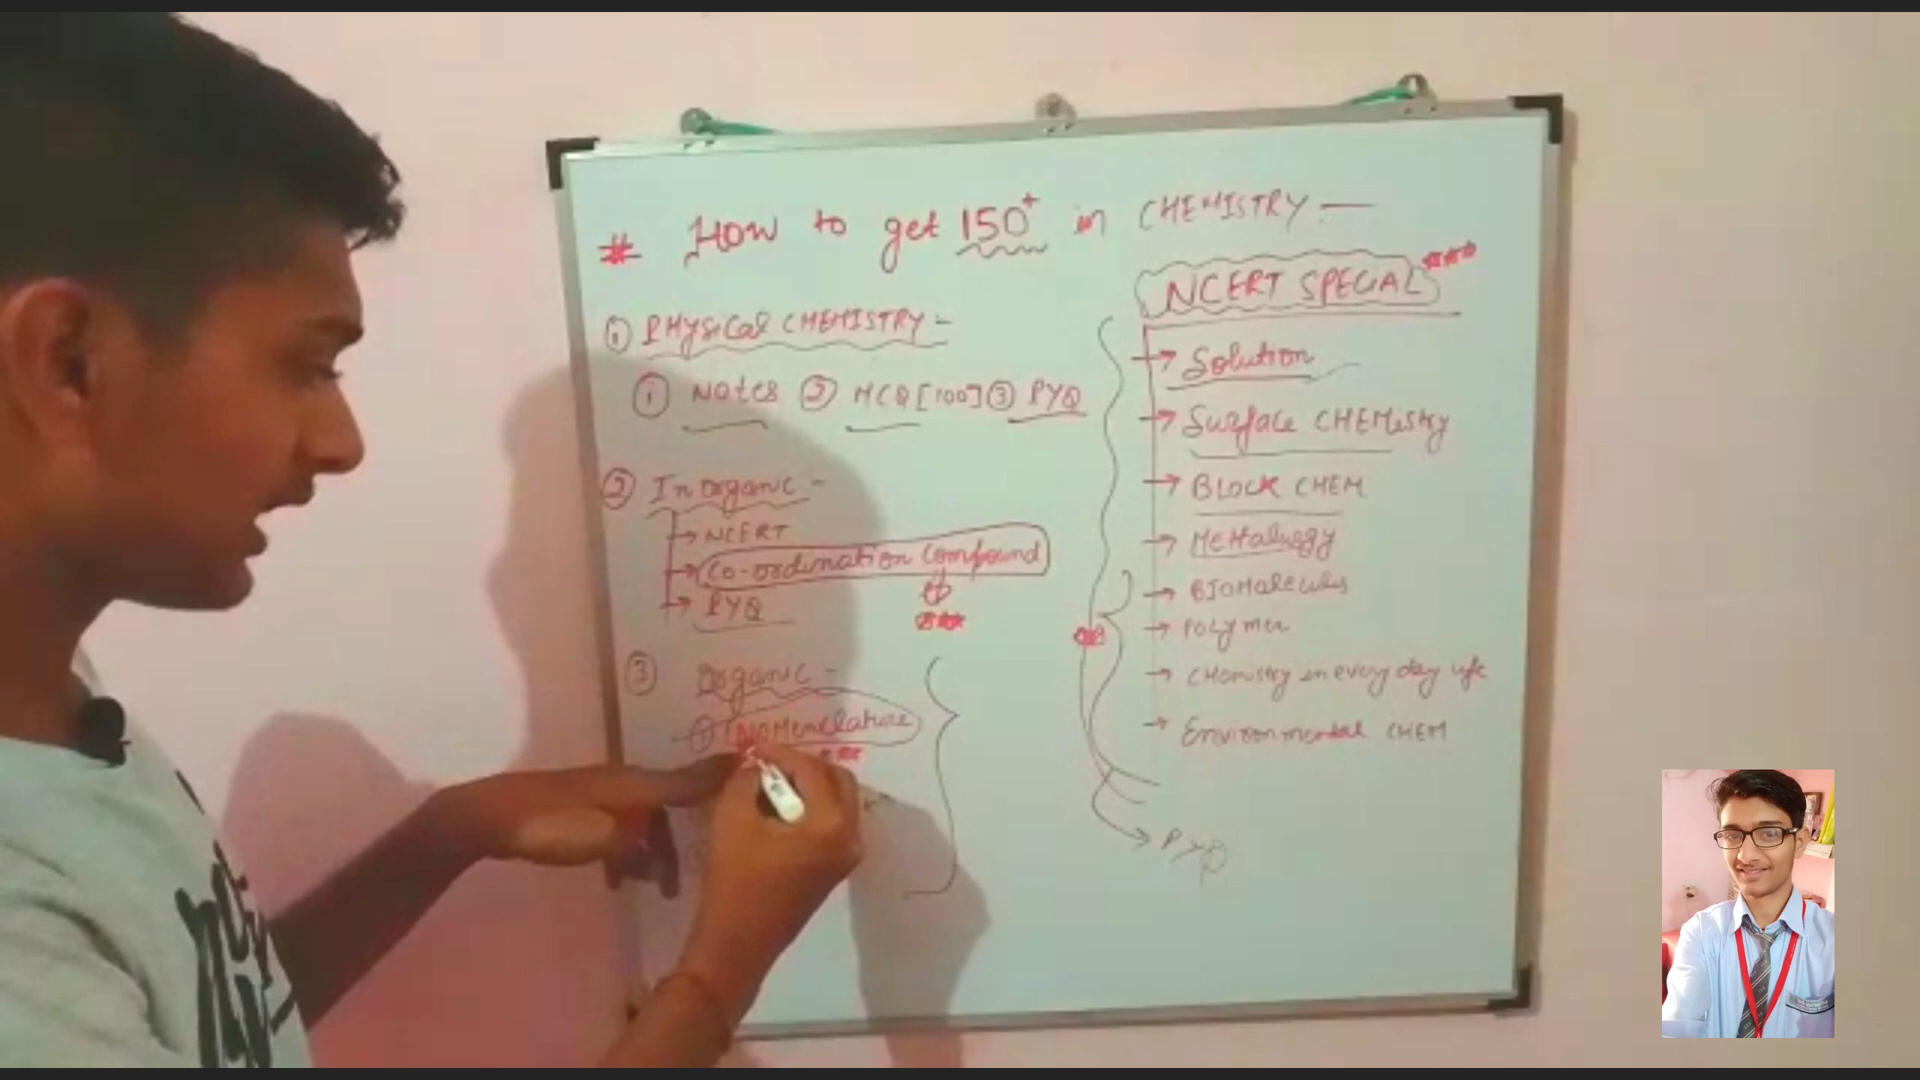 # How to get 150+ in CHEMISTRY :—
① PHYSICAL CHEMISTRY -
① Notes ② MCQ [100] ③ PYQ
② Inorganic -
→ NCERT
→ Co-ordination Compound
→ PYQ
③ Organic -
① Nomenclature
NCERT SPECIAL
→ Solution
→ Surface CHEMistry
→ BLOCK CHEM
→ Mettalurgy
→ BIOMolecules
→ POLymer
→ CHemistry in every day life
→ Environmental CHEM
→ PYQ